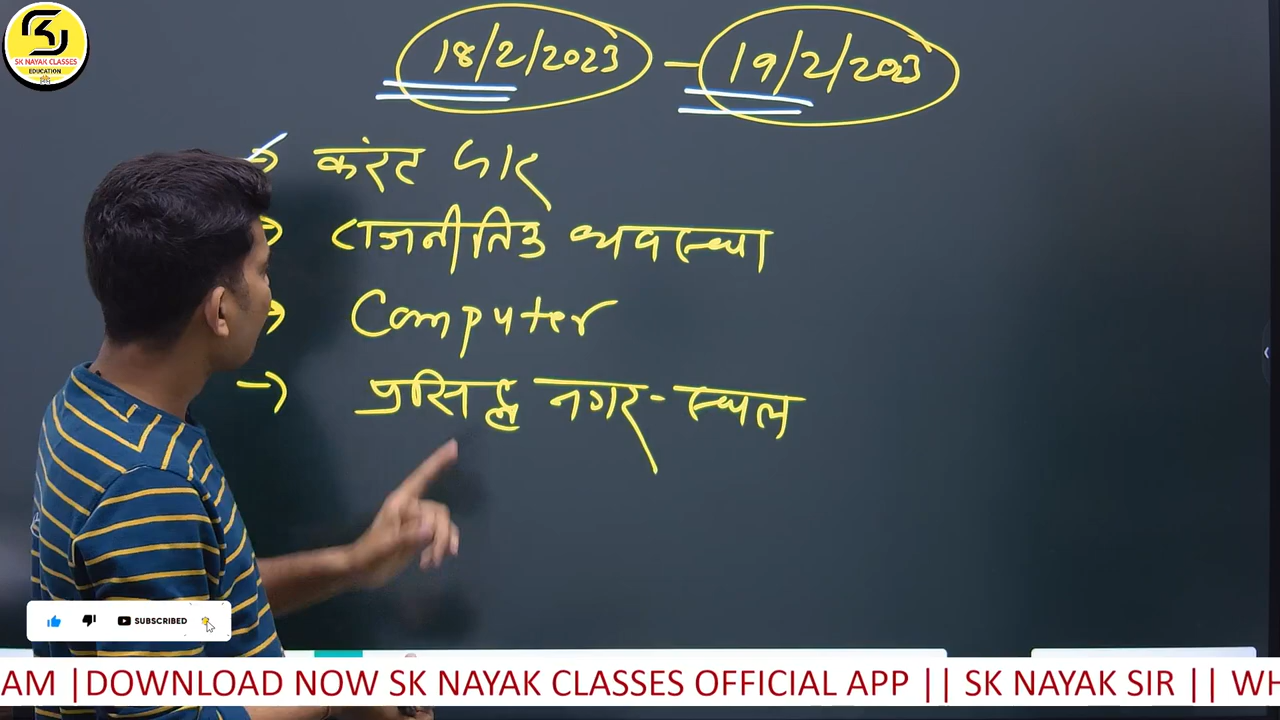 SK NAYAK CLASSES
EDUCATION
18/2/2023 - 19/2/2023
→ करंट
→ राजनीतिक व्यवस्था
→ Computer
→ प्रसिद्ध नगर - स्थल
SUBSCRIBED
AM |DOWNLOAD NOW SK NAYAK CLASSES OFFICIAL APP || SK NAYAK SIR || WH